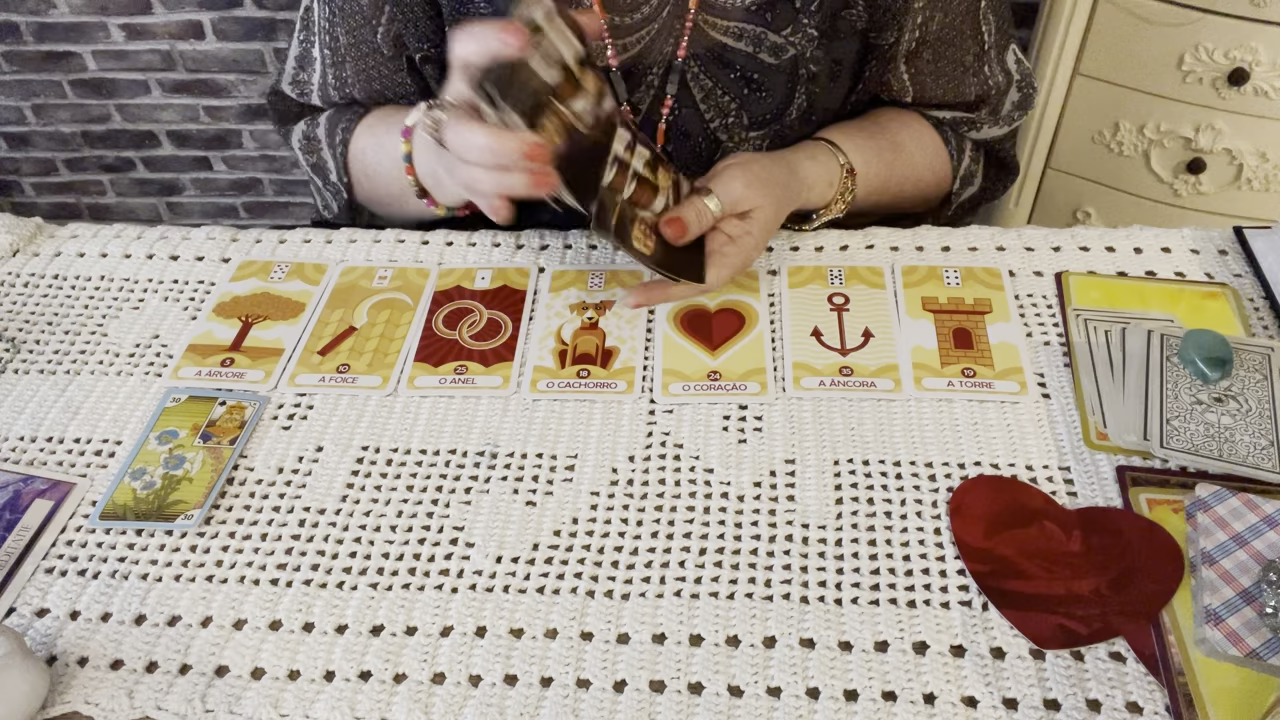 5
A ÁRVORE
10
A FOICE
25
O ANEL
18
O CACHORRO
24
O CORAÇÃO
35
A ÂNCORA
19
A TORRE
30
30